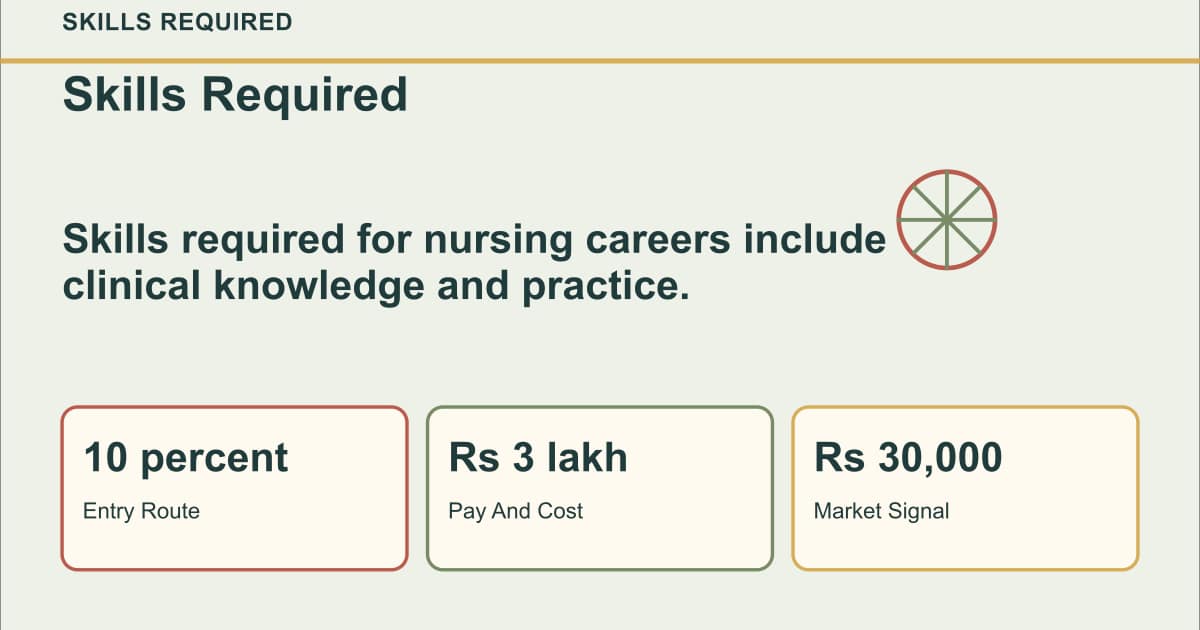 SKILLS REQUIRED
Skills Required
Skills required for nursing careers include
clinical knowledge and practice.
10 percent
Entry Route
Rs 3 lakh
Pay And Cost
Rs 30,000
Market Signal